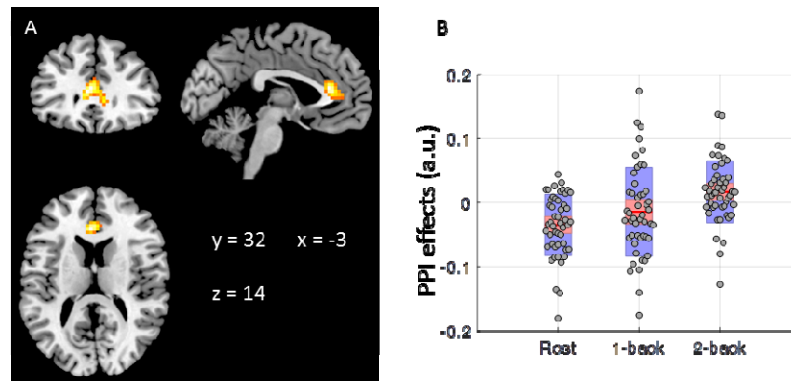 A
y = 32 x = -3
z = 14
B
PPI effects (a.u.)
0.2
0.1
0
-0.1
-0.2
Rest 1-back 2-back